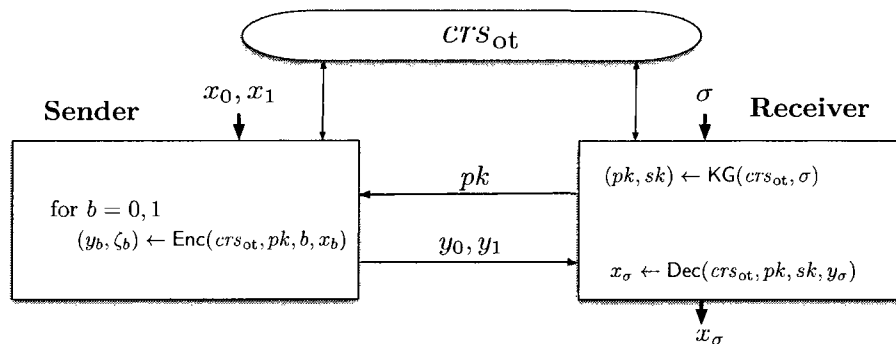 crs_ot
Sender
x_0, x_1
σ
Receiver
(pk, sk) ← KG(crs_ot, σ)
pk
for b = 0, 1
(y_b, ζ_b) ← Enc(crs_ot, pk, b, x_b)
y_0, y_1
x_σ ← Dec(crs_ot, pk, sk, y_σ)
x_σ